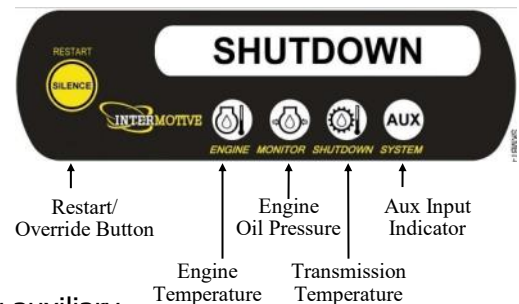 SHUTDOWN
RESTART
SILENCE
INTERMOTIVE
AUX
ENGINE MONITOR SHUTDOWN SYSTEM
Restart/
Override Button
Engine
Oil Pressure
Aux Input
Indicator
Engine
Temperature
Transmission
Temperature
auxiliary